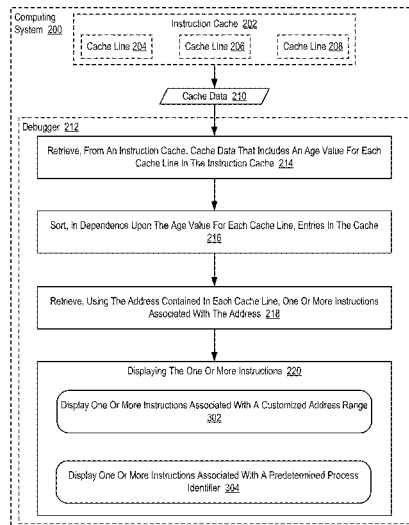 Computing
System 200
Instruction Cache 202
Cache Line 204
Cache Line 206
Cache Line 208
Cache Data 210
Debugger 212
Retrieve, From An Instruction Cache, Cache Data That Includes An Age Value For Each
Cache Line In The Instruction Cache 214
Sort, In Dependence Upon The Age Value For Each Cache Line, Entries In The Cache
216
Retrieve, Using The Address Contained In Each Cache Line, One Or More Instructions
Associated With The Address 218
Displaying The One Or More Instructions 220
Display One Or More Instructions Associated With A Customized Address Range
302
Display One Or More Instructions Associated With A Predetermined Process
Identifier 304